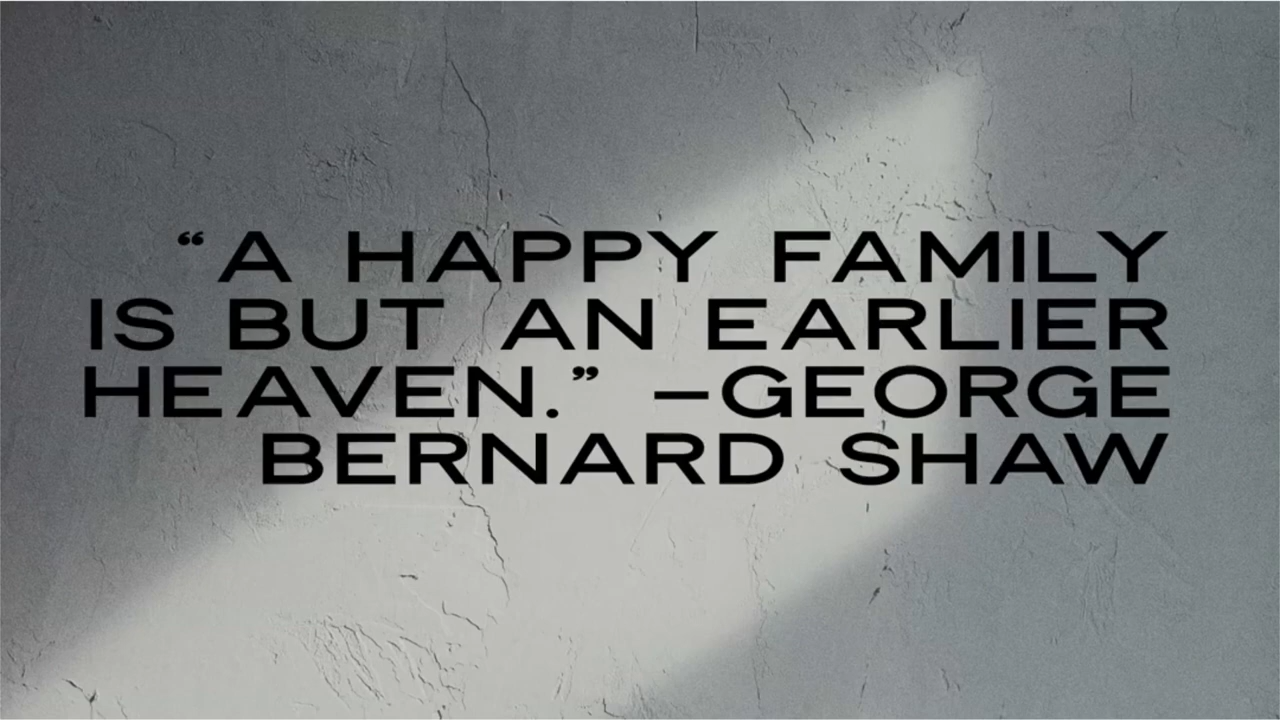 “A HAPPY FAMILY
IS BUT AN EARLIER
HEAVEN.” –GEORGE
BERNARD SHAW